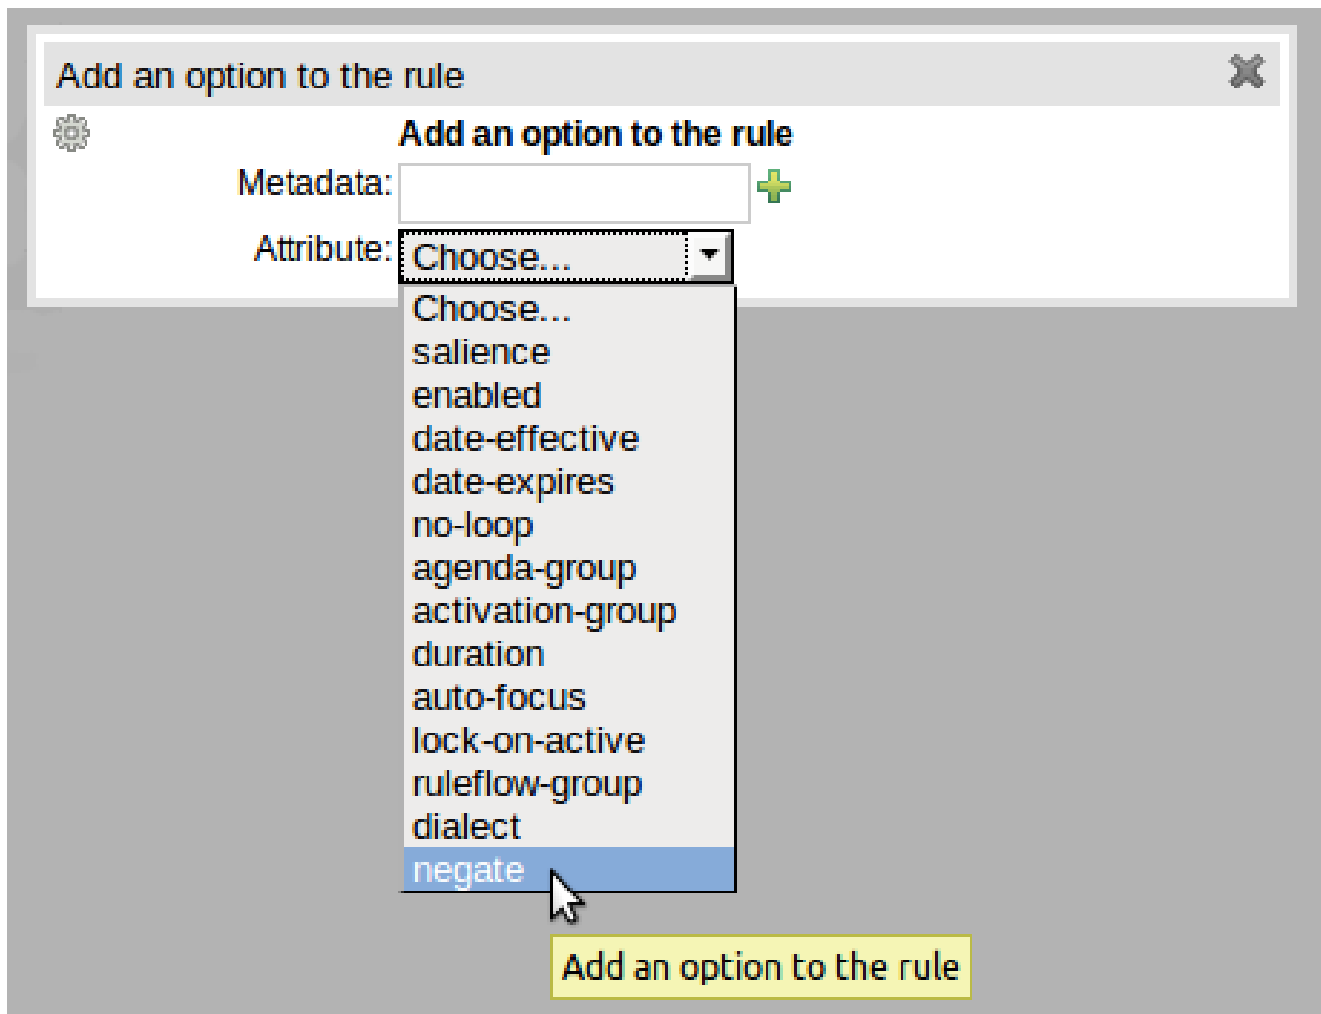 Add an option to the rule
Add an option to the rule
Metadata:
Attribute: Choose...
Choose...
salience
enabled
date-effective
date-expires
no-loop
agenda-group
activation-group
duration
auto-focus
lock-on-active
ruleflow-group
dialect
negate
Add an option to the rule